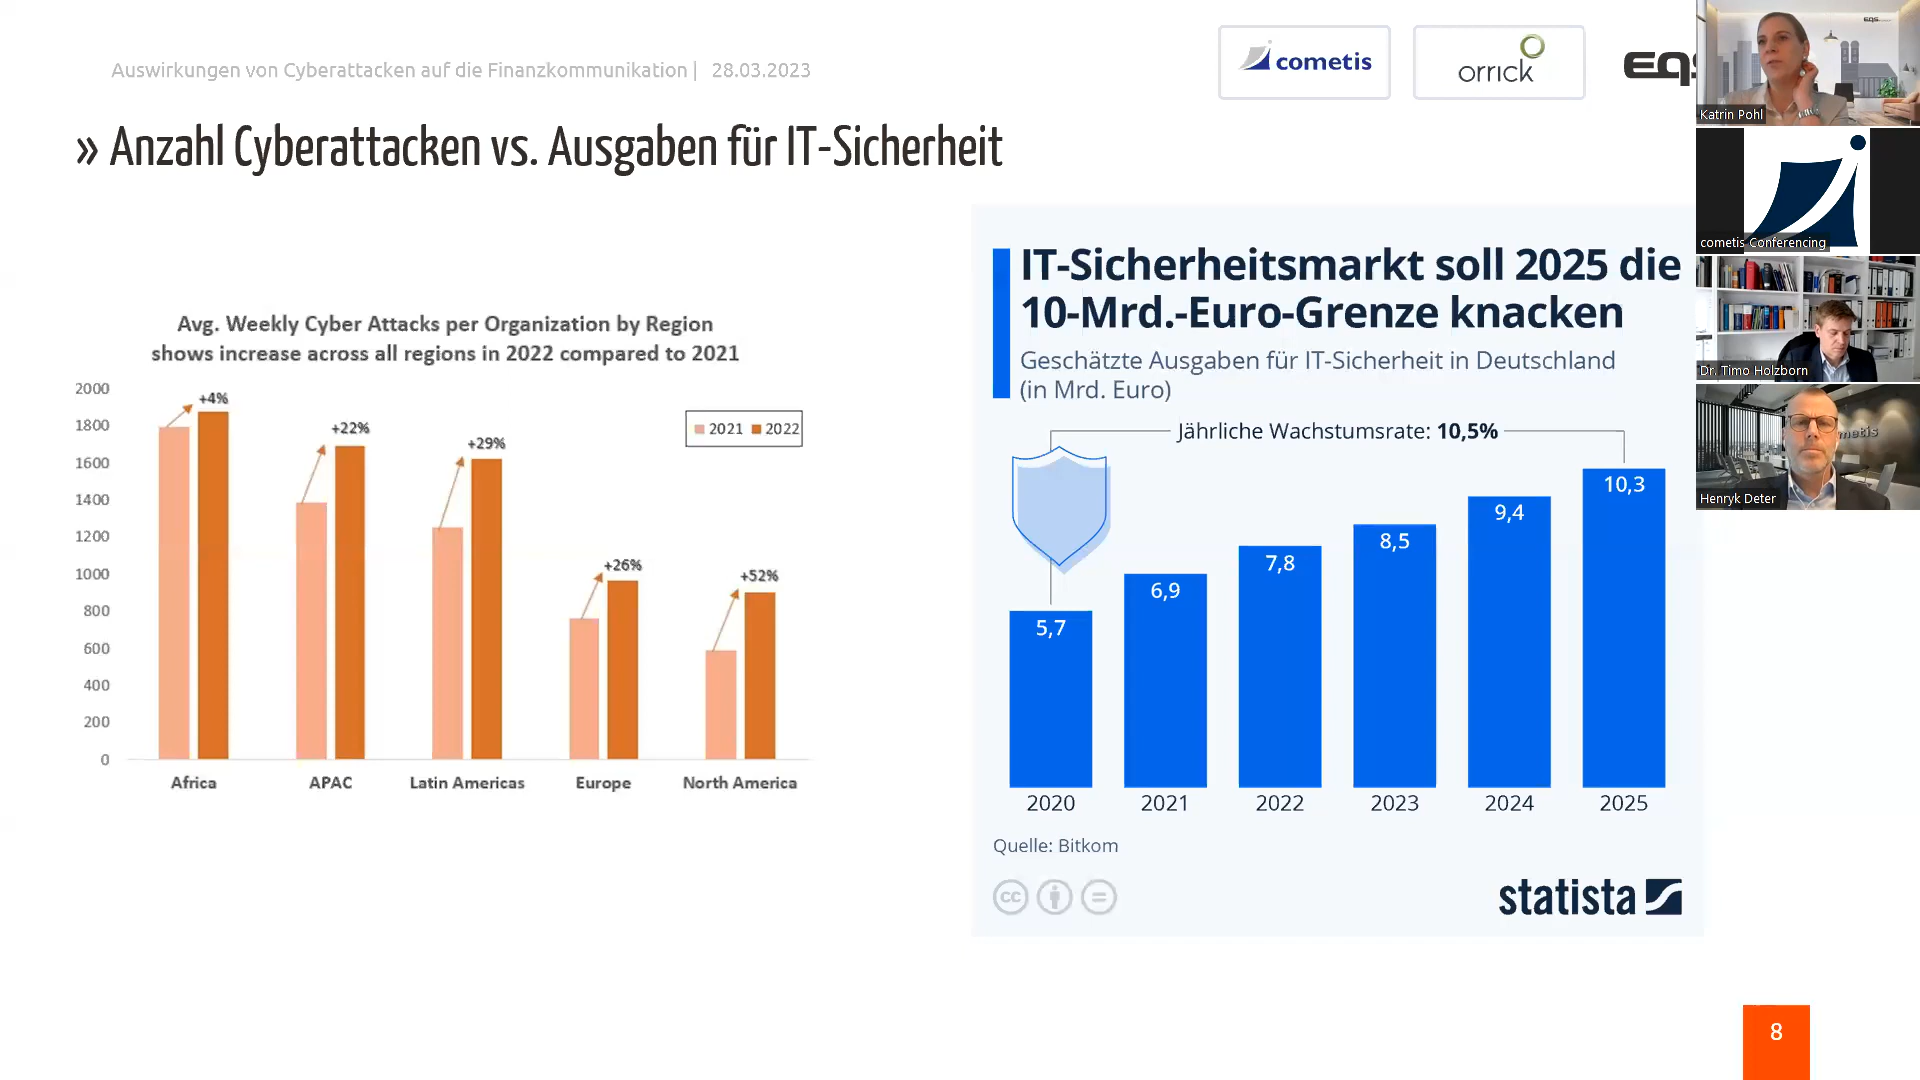 Auswirkungen von Cyberattacken auf die Finanzkommunikation | 28.03.2023
cometis
orrick
EQS
» Anzahl Cyberattacken vs. Ausgaben für IT-Sicherheit
Avg. Weekly Cyber Attacks per Organization by Region
shows increase across all regions in 2022 compared to 2021
2000
1800
1600
1400
1200
1000
800
600
400
200
0
+4%
+22%
+29%
+26%
+52%
2021 2022
Africa
APAC
Latin Americas
Europe
North America
IT-Sicherheitsmarkt soll 2025 die
10-Mrd.-Euro-Grenze knacken
Geschätzte Ausgaben für IT-Sicherheit in Deutschland
(in Mrd. Euro)
Jährliche Wachstumsrate: 10,5%
5,7
6,9
7,8
8,5
9,4
10,3
2020
2021
2022
2023
2024
2025
Quelle: Bitkom
cc
statista
8
EQS
Katrin Pohl
cometis Conferencing
Dr. Timo Holzborn
metis
Henryk Deter